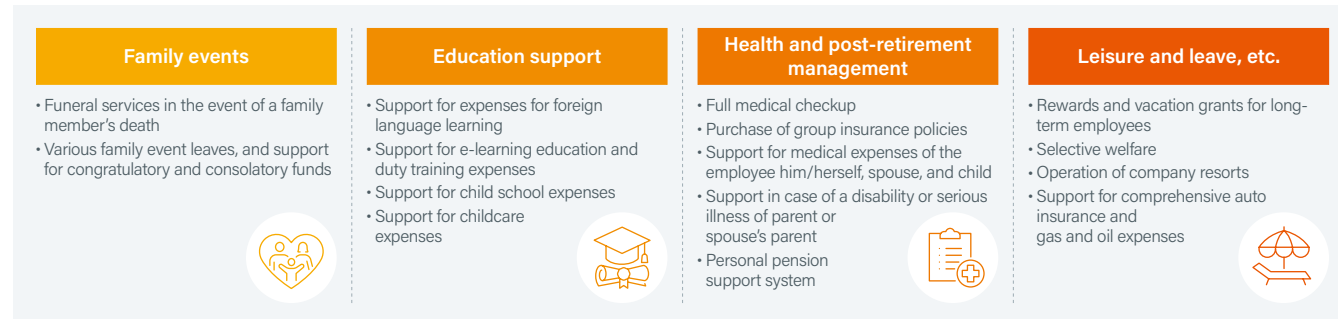 Family events
• Funeral services in the event of a family
member's death
• Various family event leaves, and support
for congratulatory and consolatory funds
Education support
• Support for expenses for foreign
language learning
• Support for e-learning education and
duty training expenses
• Support for child school expenses
• Support for childcare
expenses
Health and post-retirement
management
• Full medical checkup
• Purchase of group insurance policies
• Support for medical expenses of the
employee him/herself, spouse, and child
• Support in case of a disability or serious
illness of parent or
spouse's parent
• Personal pension
support system
Leisure and leave, etc.
• Rewards and vacation grants for long-
term employees
• Selective welfare
• Operation of company resorts
• Support for comprehensive auto
insurance and
gas and oil expenses